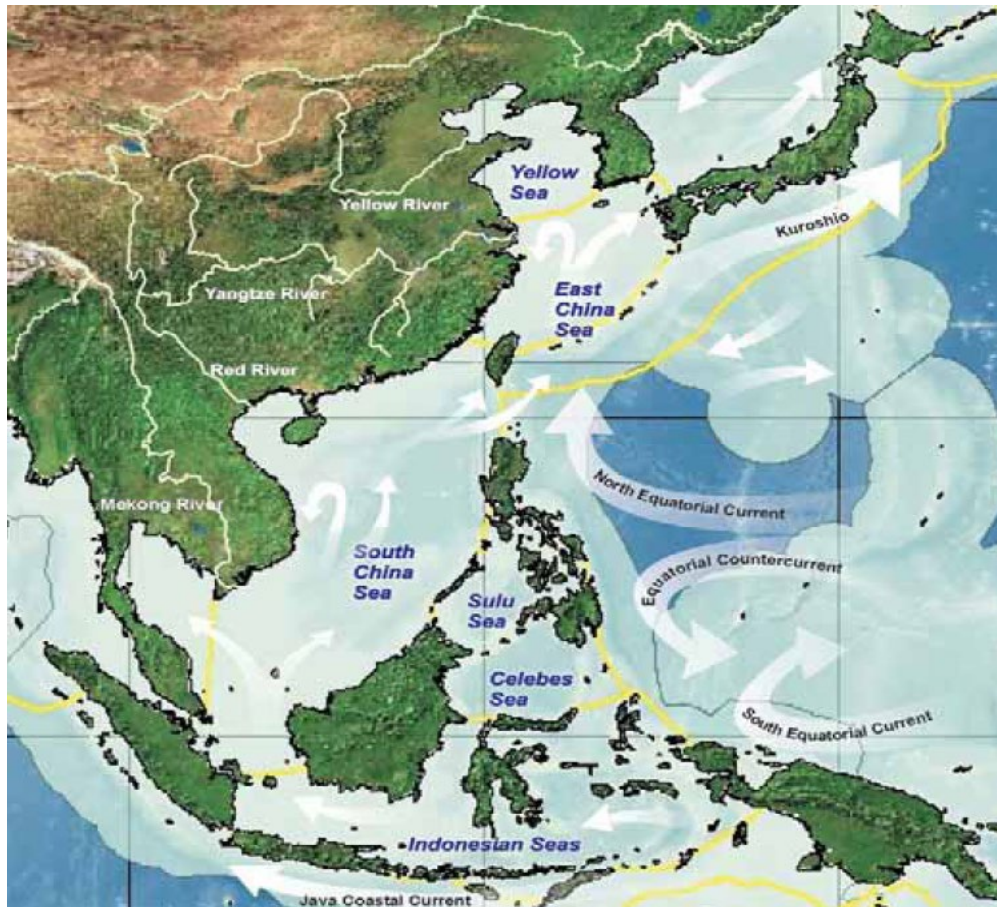 Yellow
Sea
Yellow River
Kuroshio
Yangtze River
East
China
Sea
Red River
Mekong River
North Equatorial Current
South
China
Sea
Equatorial Countercurrent
Sulu
Sea
Celebes
Sea
South Equatorial Current
Indonesian Seas
Java Coastal Current